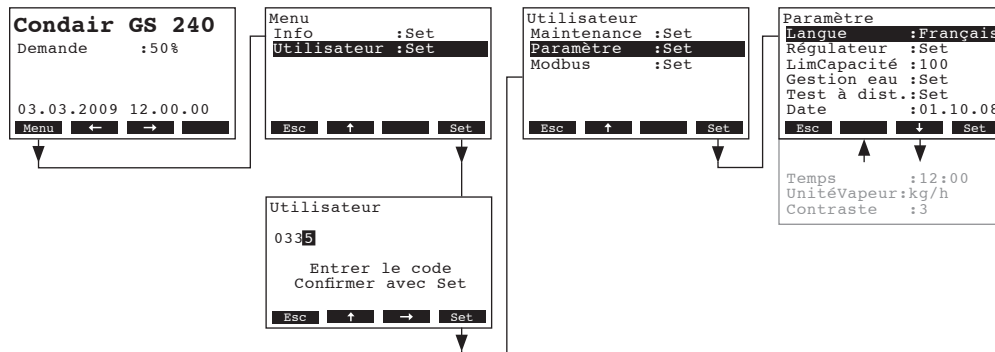 Condair GS 240
Demande :50%
03.03.2009 12.00.00
Menu ← →
Menu
Info :Set
Utilisateur :Set
Esc ↑ Set
Utilisateur
0335
Entrer le code
Confirmer avec Set
Esc ↑ → Set
Utilisateur
Maintenance :Set
Paramètre :Set
Modbus :Set
Esc ↑ Set
Paramètre
Langue :Français
Régulateur :Set
LimCapacité :100
Gestion eau :Set
Test à dist.:Set
Date :01.10.08
Esc ↓ Set
Temps :12:00
UnitéVapeur:kg/h
Contraste :3